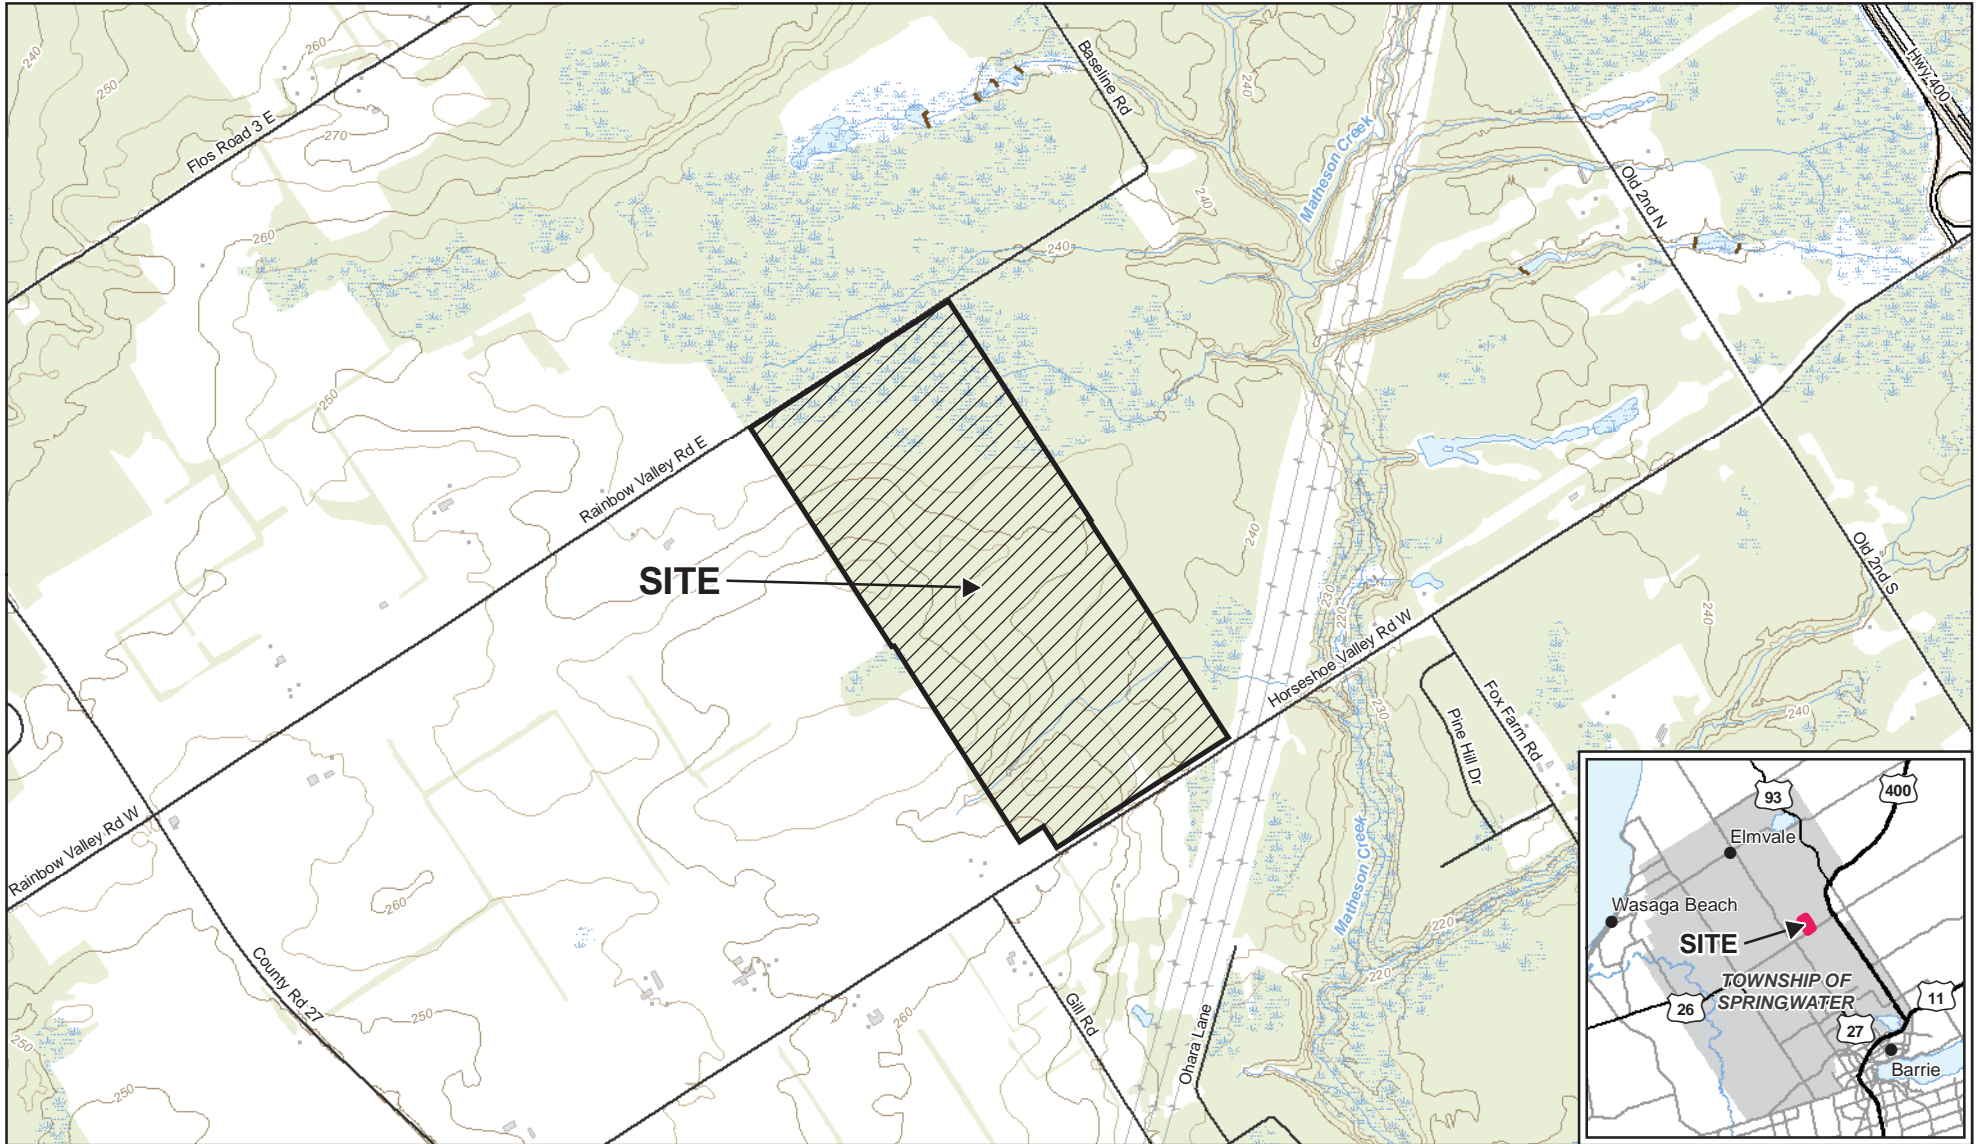 240
250
260
250
270
Flos Road 3 E
260
Baseline Rd
240
Matheson Creek
Hwy 400
240
Old 2nd N
240
250
Rainbow Valley Rd E
SITE
240
230
220
Horseshoe Valley Rd W
230
240
Old 2nd S
240
Fox Farm Rd
Pine Hill Dr
Rainbow Valley Rd W
260
County Rd 27
250
250
250
260
Gill Rd
Ohara Lane
Matheson Creek
220
220
93
400
Elmvale
Wasaga Beach
SITE
TOWNSHIP OF
SPRINGWATER
26
27
11
Barrie